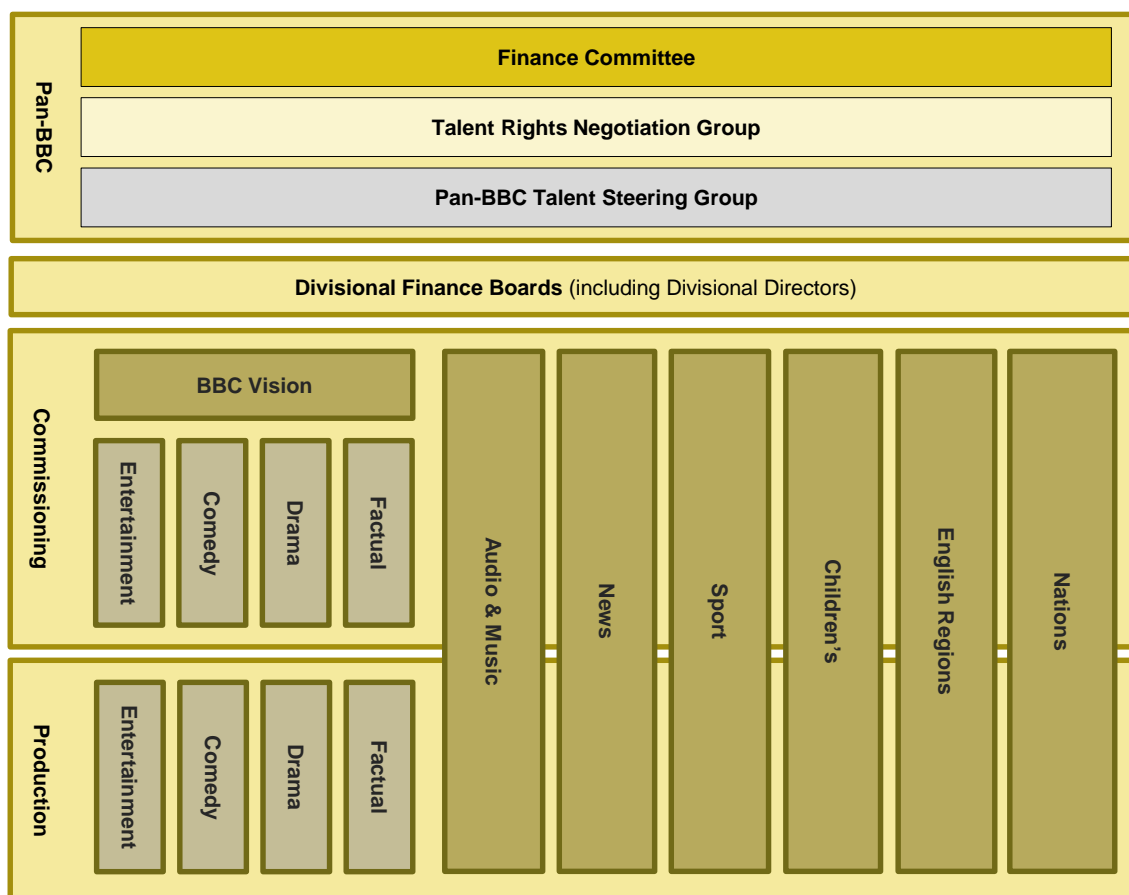 Pan-BBC
Finance Committee
Talent Rights Negotiation Group
Pan-BBC Talent Steering Group
Divisional Finance Boards (including Divisional Directors)
Commissioning
BBC Vision
Entertainment
Comedy
Drama
Factual
Audio & Music
News
Sport
Children’s
English Regions
Nations
Production
Entertainment
Comedy
Drama
Factual